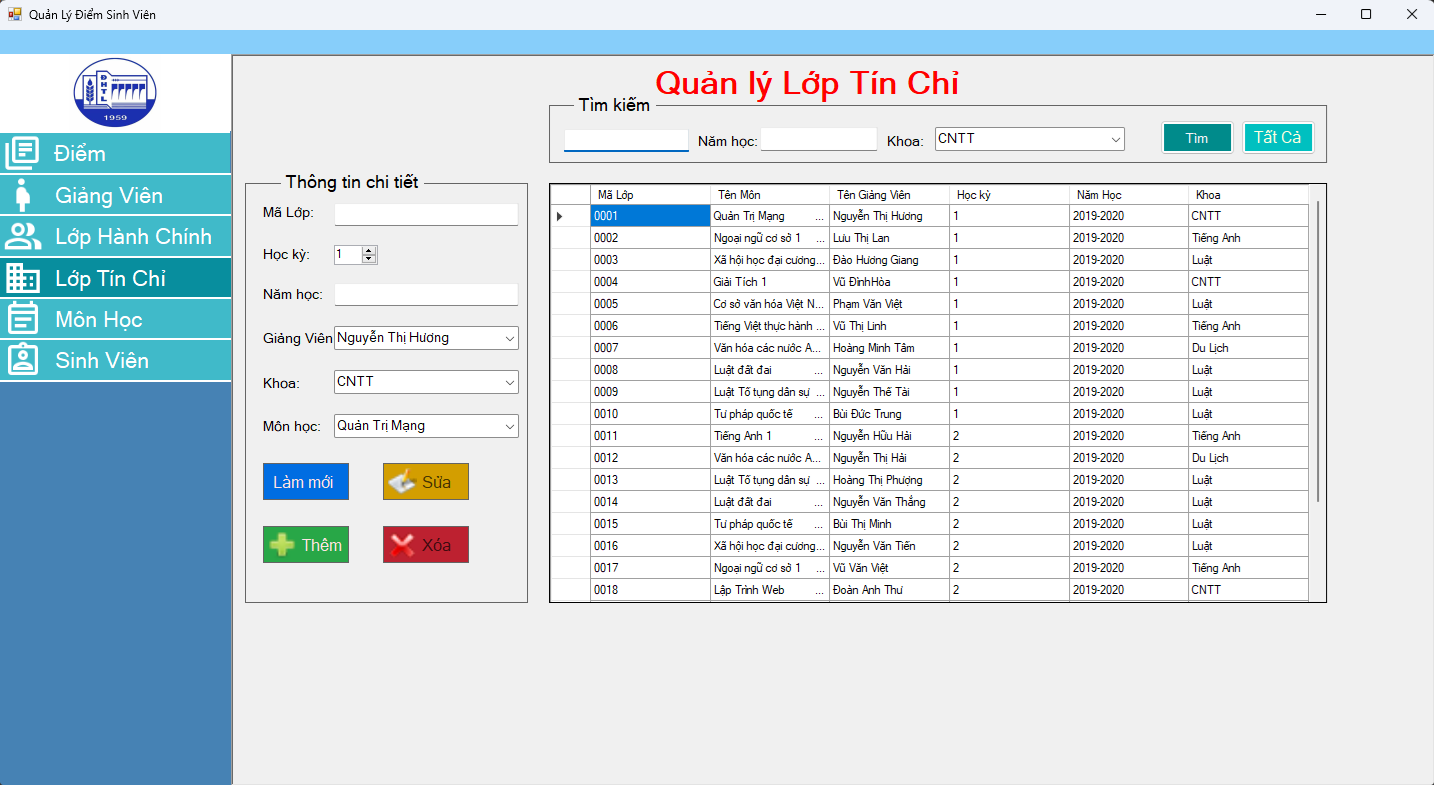 Quản Lý Điểm Sinh Viên
ĐHTL
1959
Điểm
Giảng Viên
Lớp Hành Chính
Lớp Tín Chỉ
Môn Học
Sinh Viên
Quản lý Lớp Tín Chỉ
Tìm kiếm
Năm học:
Khoa: CNTT
Tìm
Tất Cả
Thông tin chi tiết
Mã Lớp:
Học kỳ: 1
Năm học:
Giảng Viên Nguyễn Thị Hương
Khoa: CNTT
Môn học: Quản Trị Mạng
Làm mới Sửa
Thêm Xóa
Mã Lớp Tên Môn Tên Giảng Viên Học kỳ Năm Học Khoa
0001 Quản Trị Mạng ... Nguyễn Thị Hương 1 2019-2020 CNTT
0002 Ngoại ngữ cơ sở 1 ... Lưu Thị Lan 1 2019-2020 Tiếng Anh
0003 Xã hội học đại cương... Đào Hương Giang 1 2019-2020 Luật
0004 Giải Tích 1 Vũ ĐìnhHòa 1 2019-2020 CNTT
0005 Cơ sở văn hóa Việt N... Phạm Văn Việt 1 2019-2020 Luật
0006 Tiếng Việt thực hành ... Vũ Thị Linh 1 2019-2020 Tiếng Anh
0007 Văn hóa các nước A... Hoàng Minh Tâm 1 2019-2020 Du Lịch
0008 Luật đất đai ... Nguyễn Văn Hải 1 2019-2020 Luật
0009 Luật Tố tụng dân sự ... Nguyễn Thế Tài 1 2019-2020 Luật
0010 Tư pháp quốc tế ... Bùi Đức Trung 1 2019-2020 Luật
0011 Tiếng Anh 1 ... Nguyễn Hữu Hải 2 2019-2020 Tiếng Anh
0012 Văn hóa các nước A... Nguyễn Thị Hải 2 2019-2020 Du Lịch
0013 Luật Tố tụng dân sự ... Hoàng Thị Phượng 2 2019-2020 Luật
0014 Luật đất đai ... Nguyễn Văn Thắng 2 2019-2020 Luật
0015 Tư pháp quốc tế ... Bùi Thị Minh 2 2019-2020 Luật
0016 Xã hội học đại cương... Nguyễn Văn Tiến 2 2019-2020 Luật
0017 Ngoại ngữ cơ sở 1 ... Vũ Văn Việt 2 2019-2020 Tiếng Anh
0018 Lập Trình Web ... Đoàn Anh Thư 2 2019-2020 CNTT